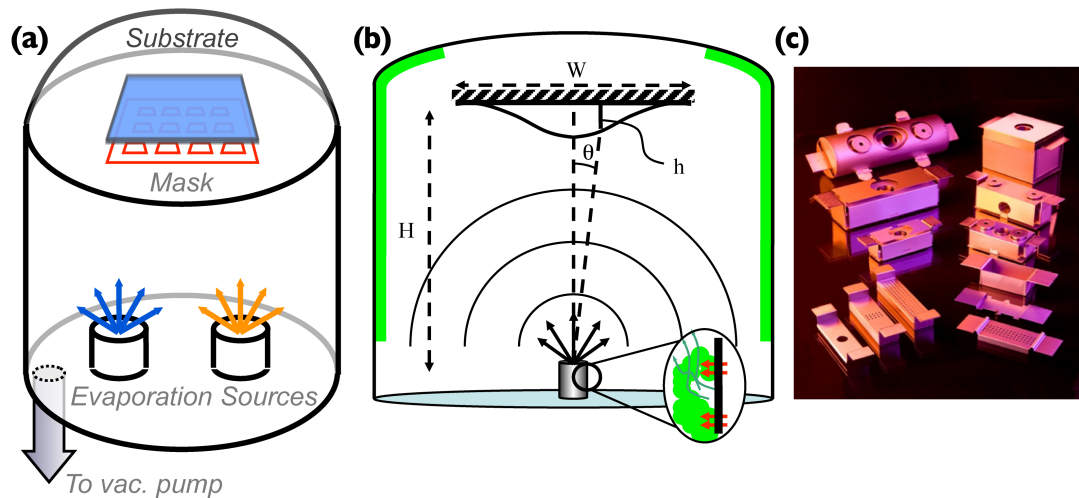 (a)
Substrate
Mask
Evaporation Sources
To vac. pump
(b)
W
θ
h
H
(c)